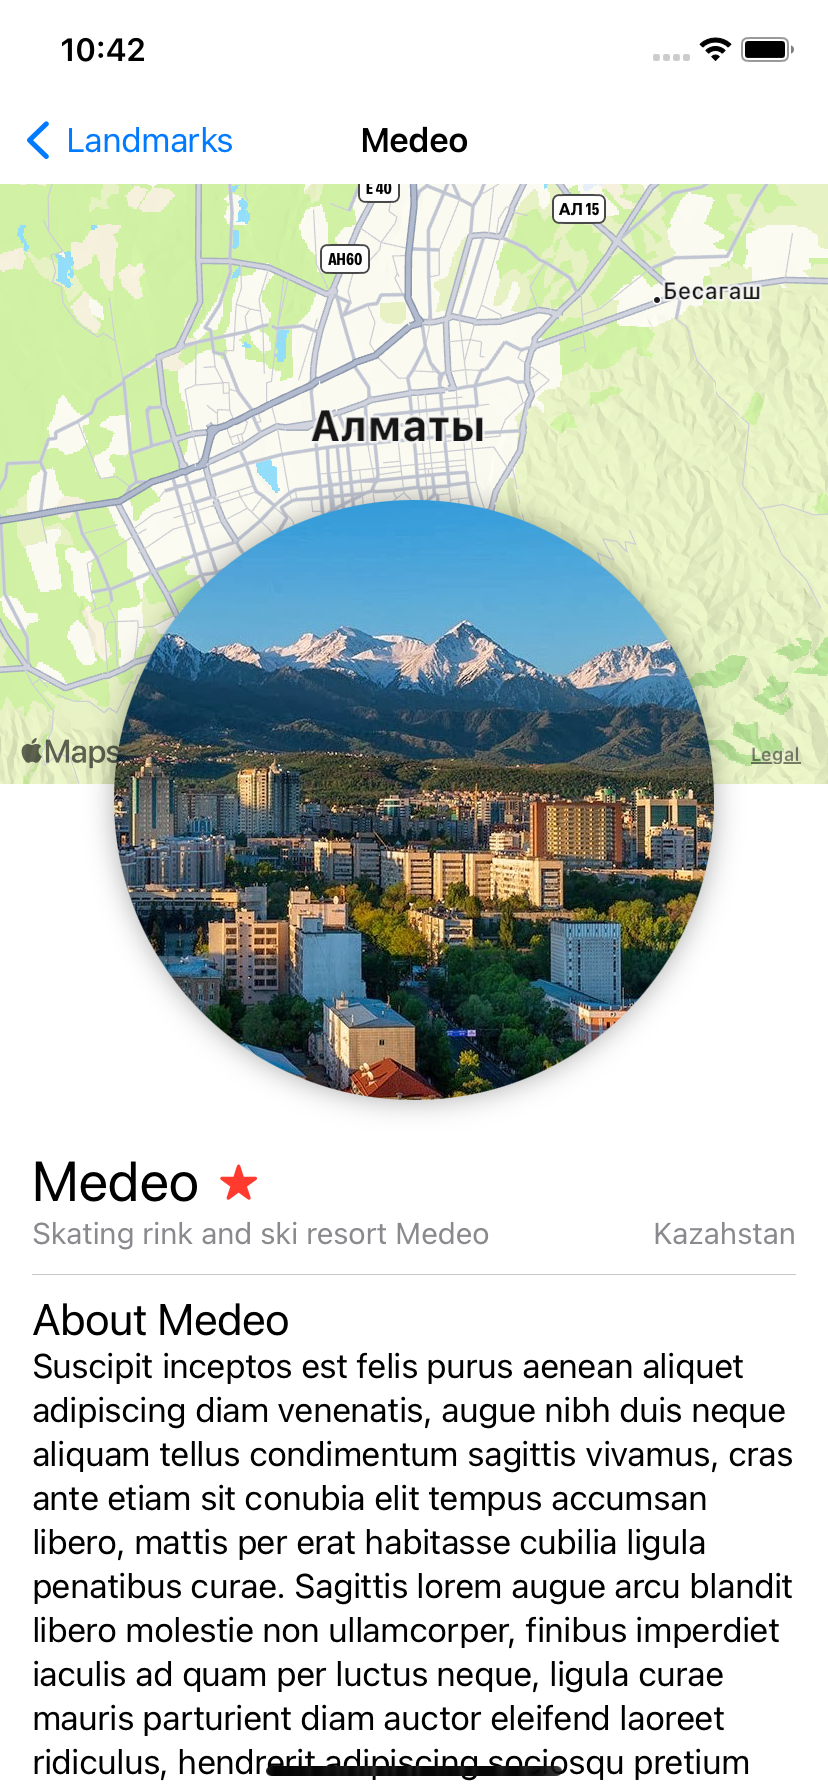 10:42
Landmarks
Medeo
E 40
АЛ 15
АН60
Бесагаш
Алматы
Maps
Legal
Medeo
Skating rink and ski resort Medeo
Kazahstan
About Medeo
Suscipit inceptos est felis purus aenean aliquet
adipiscing diam venenatis, augue nibh duis neque
aliquam tellus condimentum sagittis vivamus, cras
ante etiam sit conubia elit tempus accumsan
libero, mattis per erat habitasse cubilia ligula
penatibus curae. Sagittis lorem augue arcu blandit
libero molestie non ullamcorper, finibus imperdiet
iaculis ad quam per luctus neque, ligula curae
mauris parturient diam auctor eleifend laoreet
ridiculus, hendrerit adipiscing sociosqu pretium